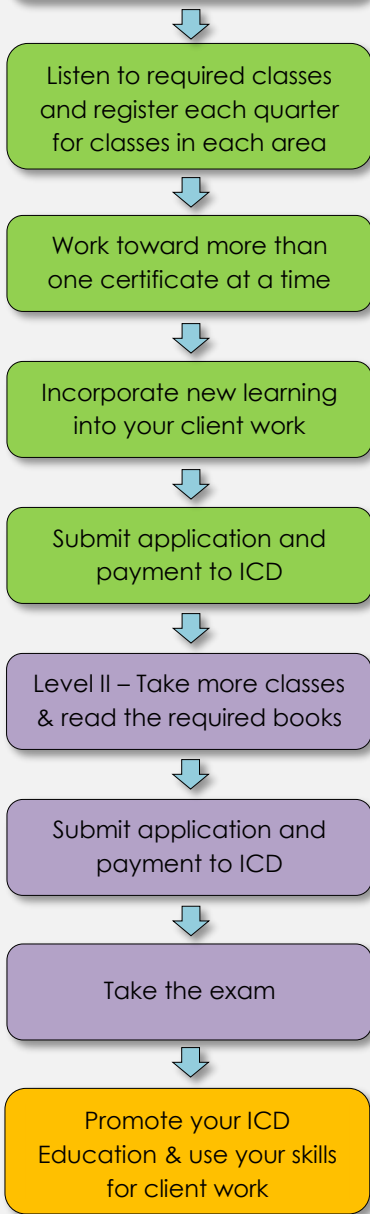 Listen to required classes
and register each quarter
for classes in each area
Work toward more than
one certificate at a time
Incorporate new learning
into your client work
Submit application and
payment to ICD
Level II – Take more classes
& read the required books
Submit application and
payment to ICD
Take the exam
Promote your ICD
Education & use your skills
for client work